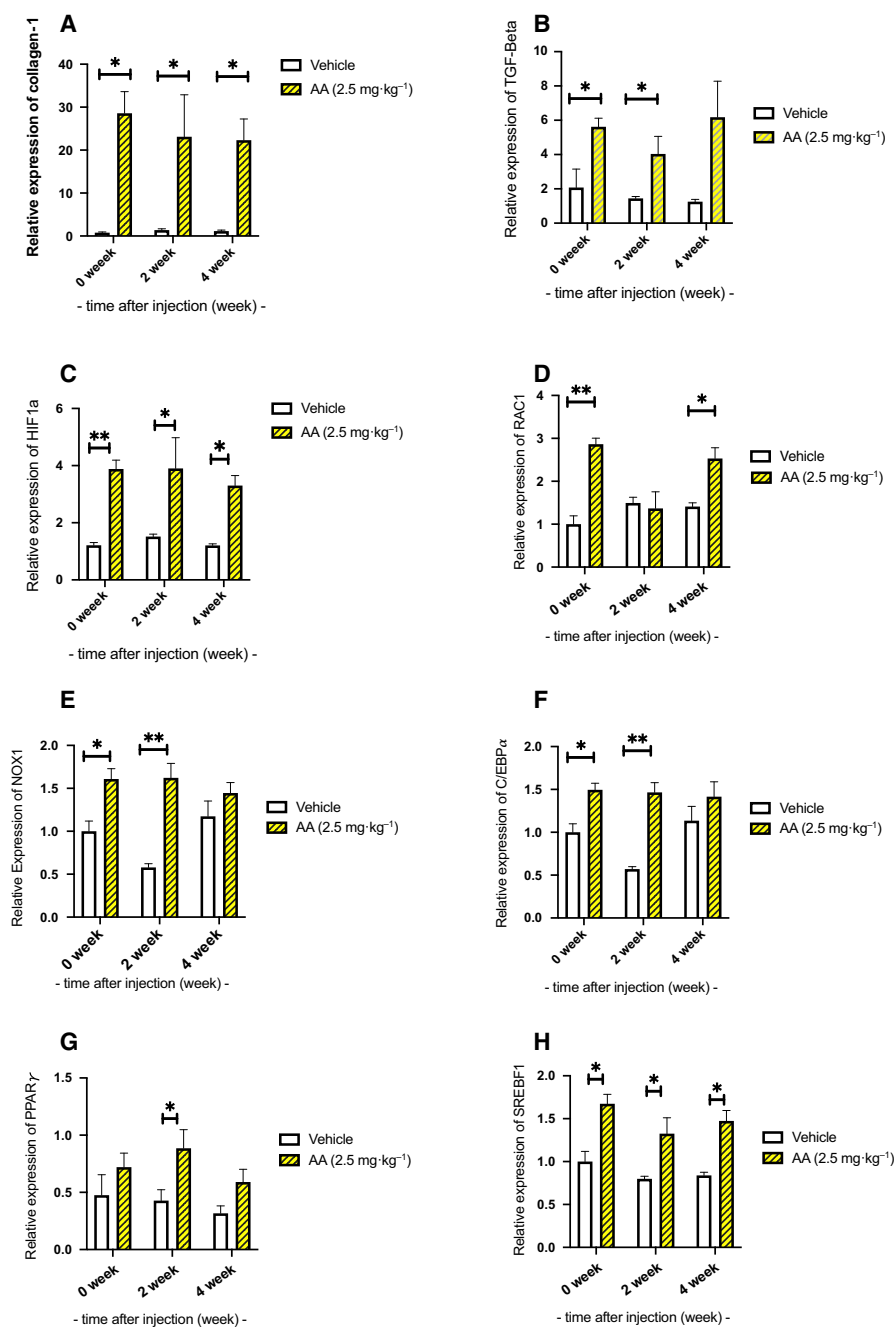 A
Relative expression of collagen-1
40
30
20
10
0
*
*
*
0 weeek
2 week
4 week
- time after injection (week) -
Vehicle
AA (2.5 mg·kg⁻¹)
B
Relative expression of TGF-Beta
10
8
6
4
2
0
*
*
0 weeek
2 week
4 week
- time after injection (week) -
Vehicle
AA (2.5 mg·kg⁻¹)
C
Relative expression of HIF1a
6
4
2
0
**
*
*
0 weeek
2 week
4 week
- time after injection (week) -
Vehicle
AA (2.5 mg·kg⁻¹)
D
Relative expression of RAC1
4
3
2
1
0
**
*
0 week
2 week
4 week
- time after injection (week) -
Vehicle
AA (2.5 mg·kg⁻¹)
E
Relative Expression of NOX1
2.0
1.5
1.0
0.5
0.0
*
**
0 week
2 week
4 week
- time after injection (week) -
Vehicle
AA (2.5 mg·kg⁻¹)
F
Relative expression of C/EBPα
2.0
1.5
1.0
0.5
0.0
*
**
0 week
2 week
4 week
- time after injection (week) -
Vehicle
AA (2.5 mg·kg⁻¹)
G
Relative expression of PPARγ
1.5
1.0
0.5
0.0
*
0 week
2 week
4 week
- time after injection (week) -
Vehicle
AA (2.5 mg·kg⁻¹)
H
Relative expression of SREBF1
2.0
1.5
1.0
0.5
0.0
*
*
*
0 week
2 week
4 week
- time after injection (week) -
Vehicle
AA (2.5 mg·kg⁻¹)